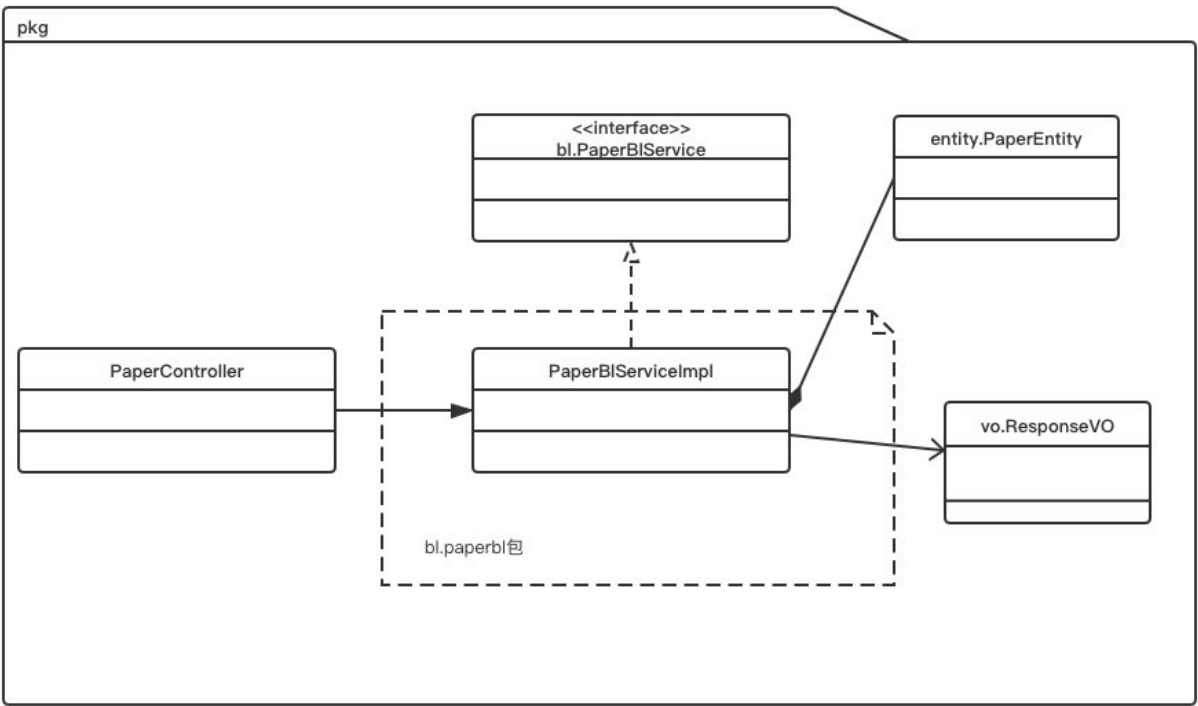 pkg
<<interface>>
bl.PaperBlService
entity.PaperEntity
PaperController
PaperBlServiceImpl
vo.ResponseVO
bl.paperbl包